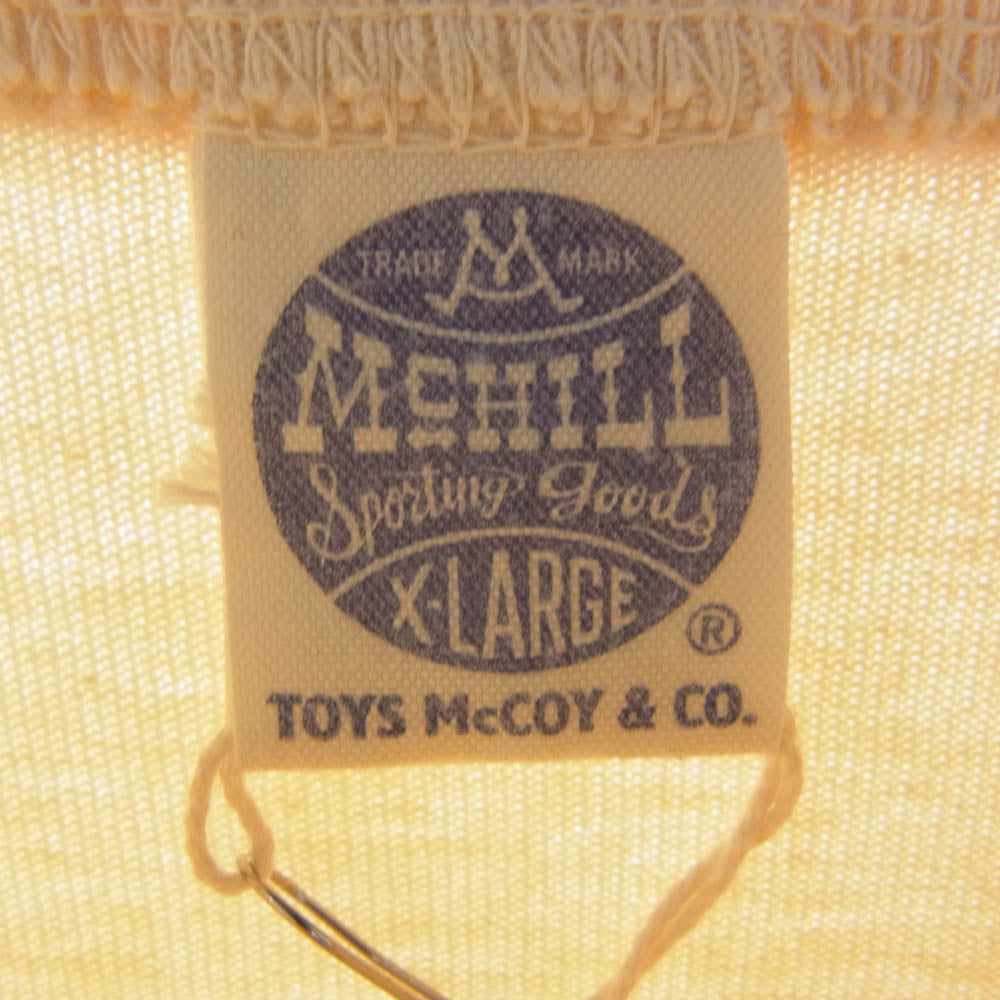 TRADE M MARK
McHILL
Sporting Goods
X-LARGE
®
TOYS McCOY & CO.